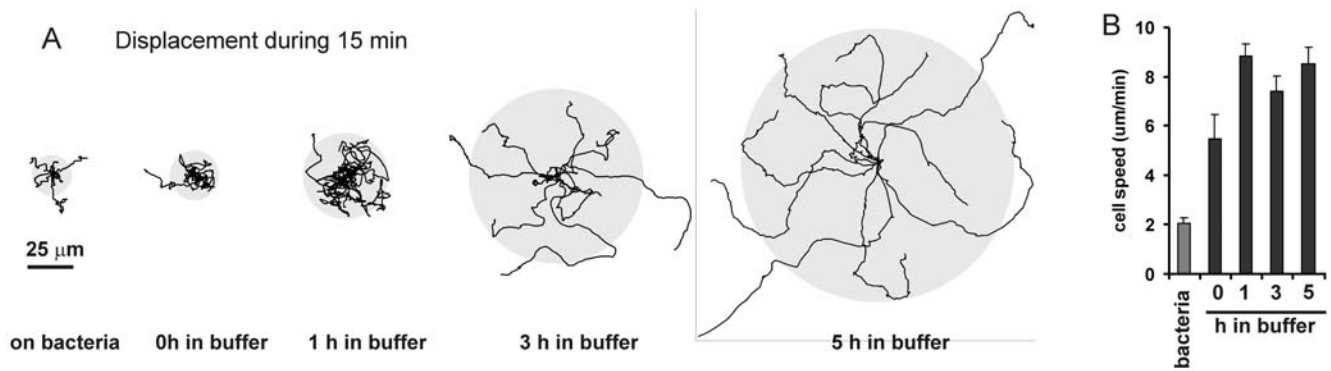 A Displacement during 15 min
25 μm
on bacteria 0h in buffer 1 h in buffer 3 h in buffer 5 h in buffer
B
cell speed (um/min)
10
8
6
4
2
0
bacteria
0 1 3 5
h in buffer